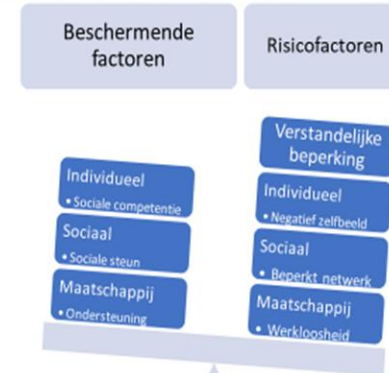 Beschermende
factoren
Risicofactoren
Individueel
• Sociale competentie
Sociaal
• Sociale steun
Maatschappij
• Ondersteuning
Verstandelijke
beperking
Individueel
• Negatief zelfbeeld
Sociaal
• Beperkt netwerk
Maatschappij
• Werkloosheid